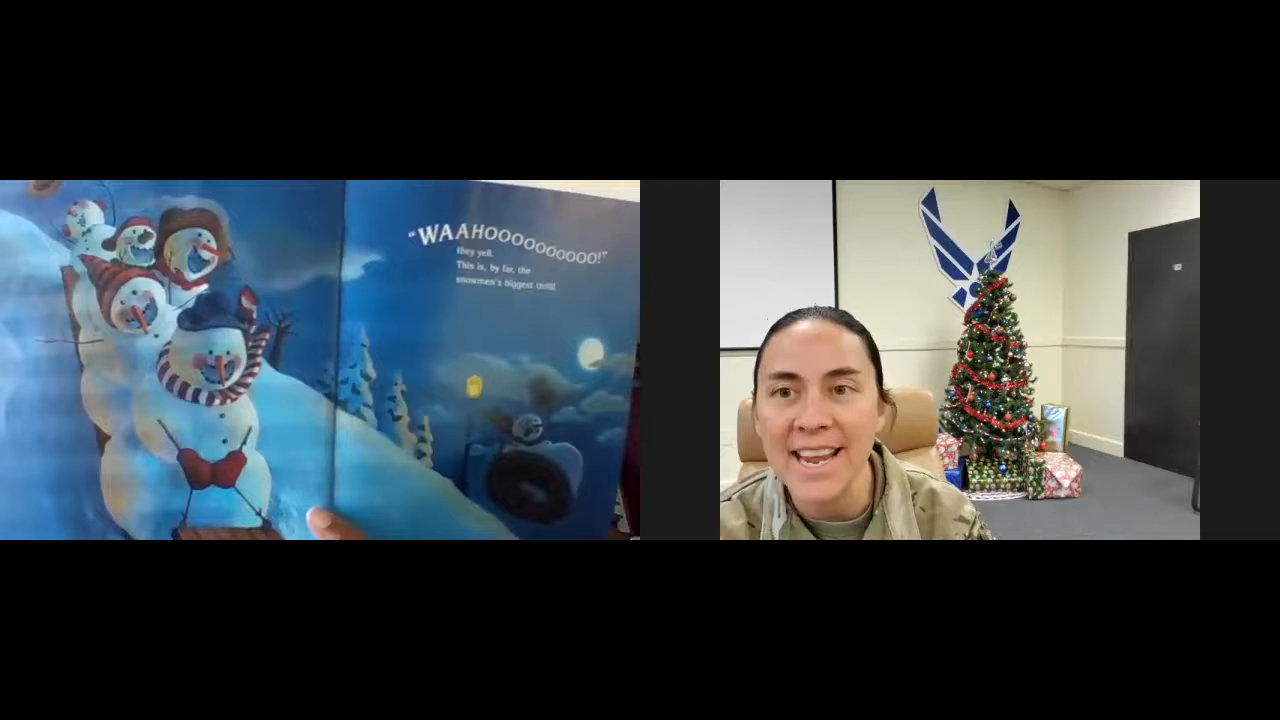 "WAAHOOOOOOOOOO!"
they yell.
This is, by far, the
snowmen's biggest thrill!